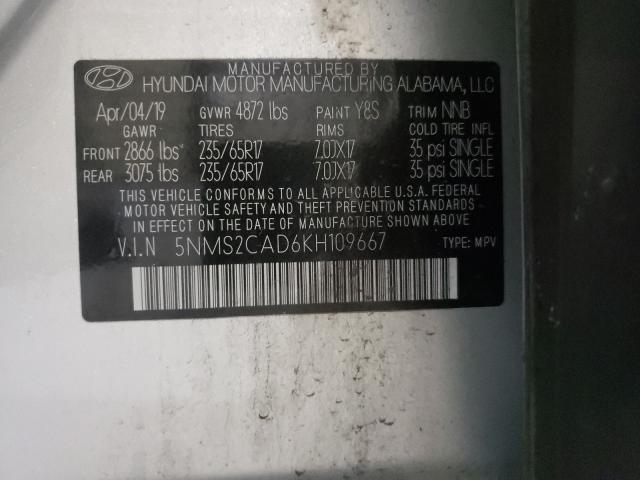 MANUFACTURED BY
HYUNDAI MOTOR MANUFACTURING ALABAMA, LLC
Apr/04/19 GVWR 4872 lbs PAINT Y8S TRIM NNB
GAWR TIRES RIMS COLD TIRE INFL
FRONT 2866 lbs 235/65R17 7.0JX17 35 psi SINGLE
REAR 3075 lbs 235/65R17 7.0JX17 35 psi SINGLE
THIS VEHICLE CONFORMS TO ALL APPLICABLE U.S.A. FEDERAL
MOTOR VEHICLE SAFETY AND THEFT PREVENTION STANDARDS
IN EFFECT ON THE DATE OF MANUFACTURE SHOWN ABOVE.
V.I.N 5NMS2CAD6KH109667 TYPE: MPV